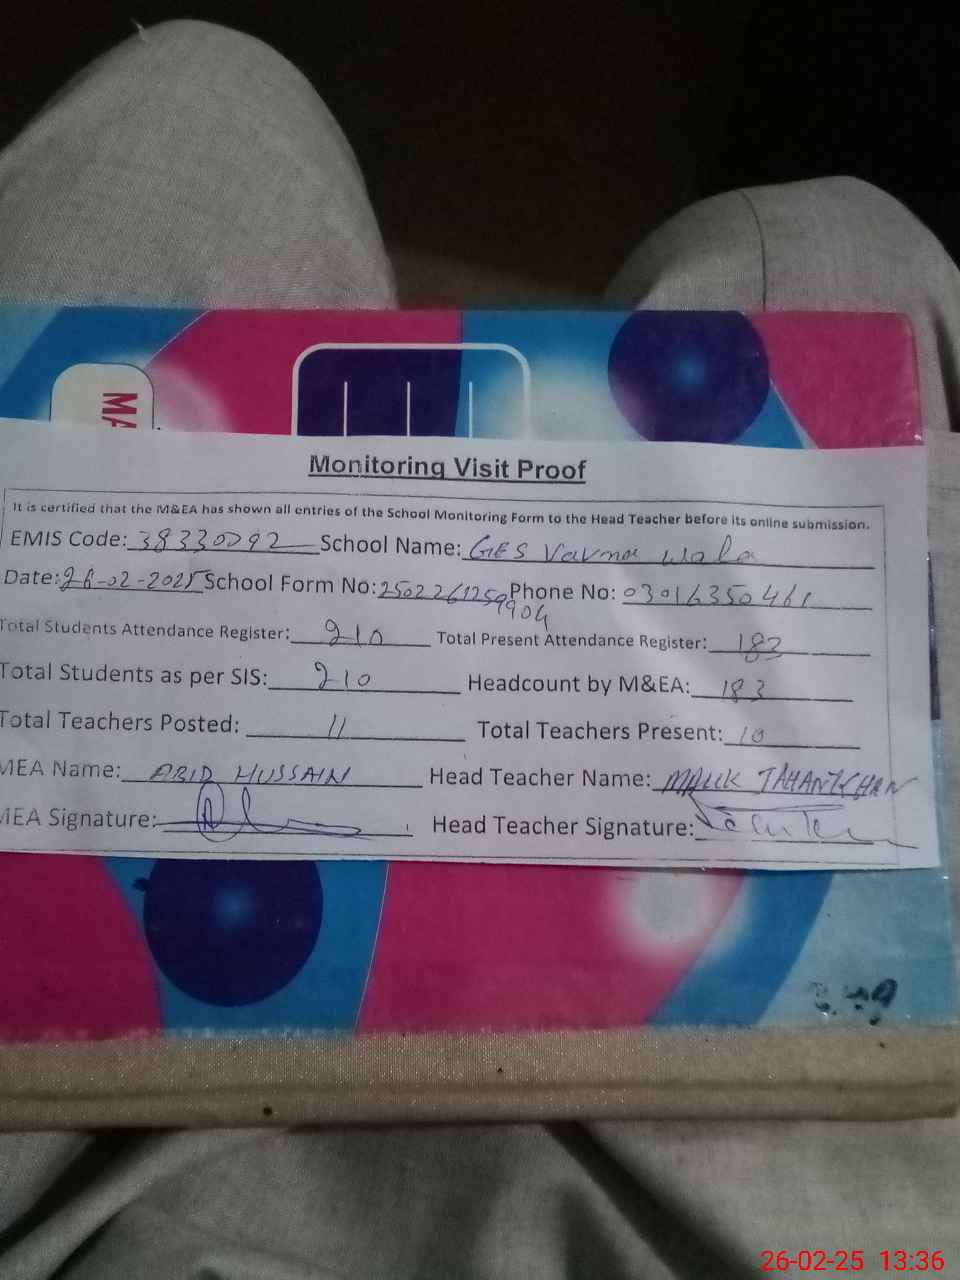 MA
Monitoring Visit Proof
It is certified that the M&EA has shown all entries of the School Monitoring Form to the Head Teacher before its online submission.
EMIS Code: 38330292 School Name: GES Varma wala
Date: 26-02-2025 School Form No: 2502261259904 Phone No: 03016350461
Total Students Attendance Register: 210 Total Present Attendance Register: 183
Total Students as per SIS: 210 Headcount by M&EA: 183
Total Teachers Posted: 11 Total Teachers Present: 10
MEA Name: ABID HUSSAIN Head Teacher Name: MALIK JAHANKHAN
MEA Signature: Head Teacher Signature:
26-02-25 13:36